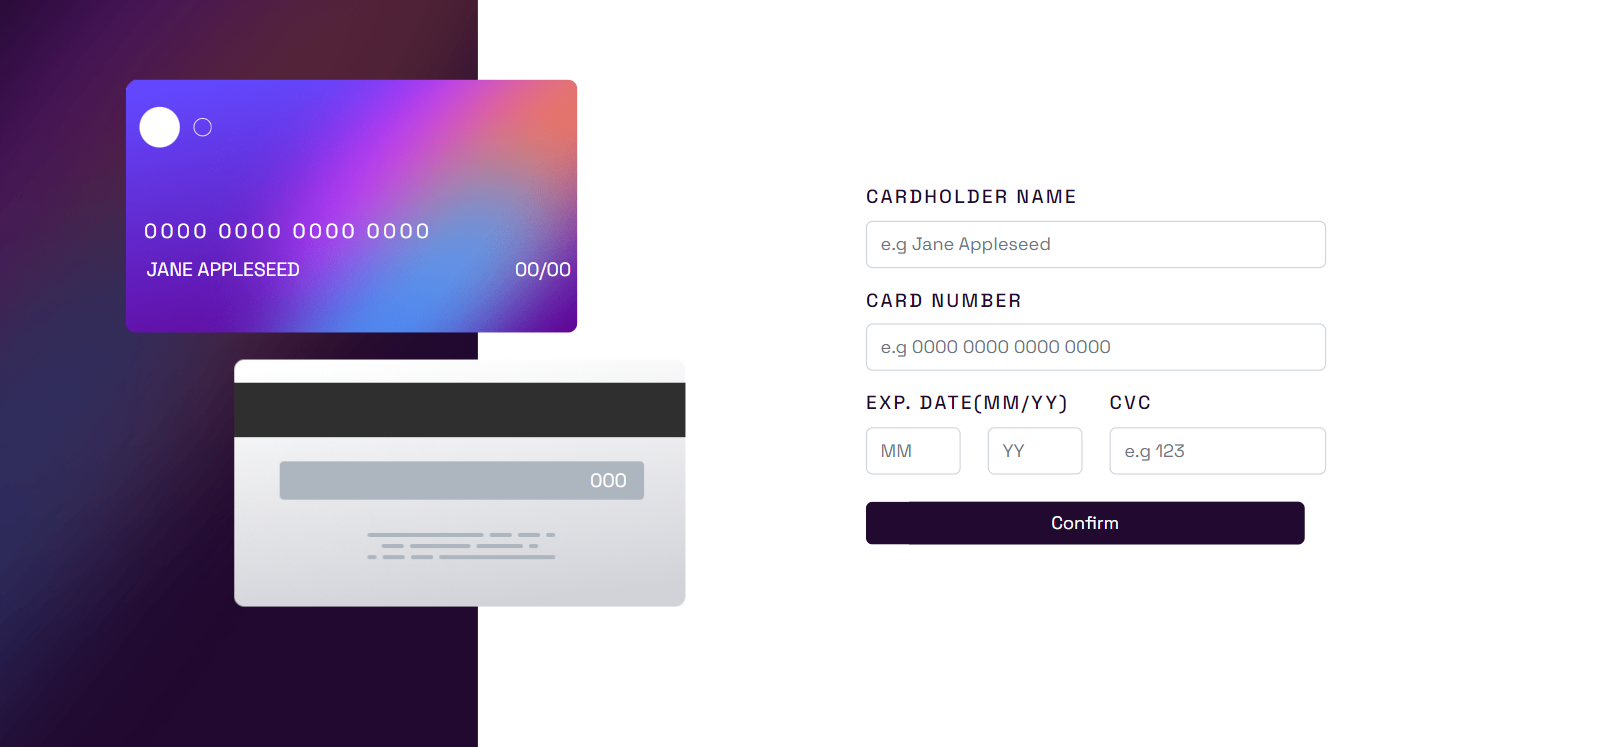 0000 0000 0000 0000
JANE APPLESEED 00/00
000
CARDHOLDER NAME
e.g Jane Appleseed
CARD NUMBER
e.g 0000 0000 0000 0000
EXP. DATE(MM/YY) CVC
MM YY e.g 123
Confirm